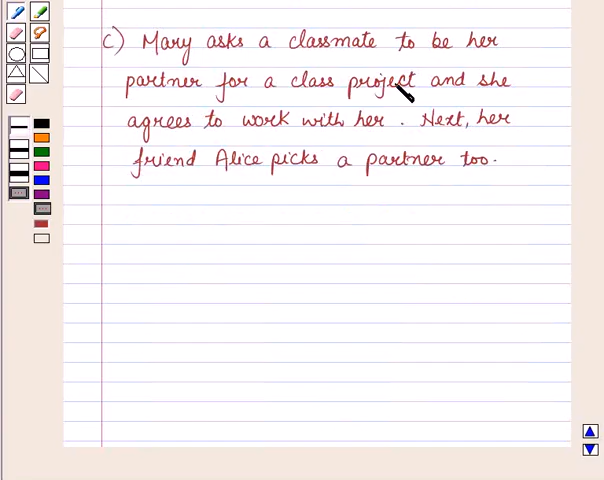 c) Mary asks a classmate to be her
partner for a class project and she
agrees to work with her. Next, her
friend Alice picks a partner too.